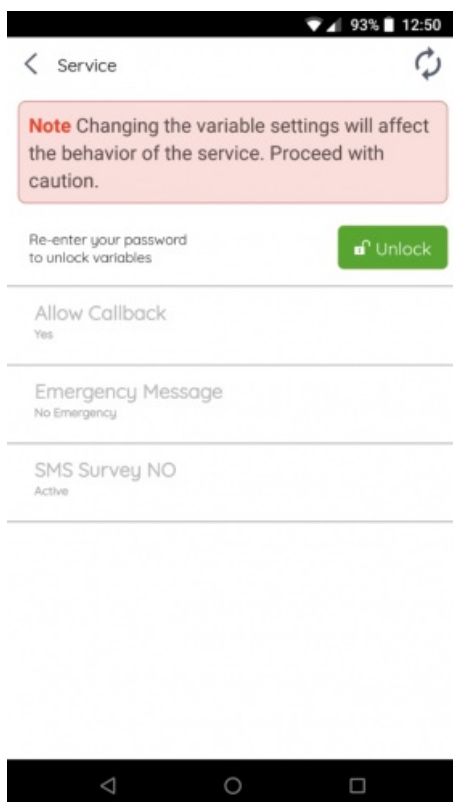 93% 12:50
Service
Note Changing the variable settings will affect
the behavior of the service. Proceed with
caution.
Re-enter your password
to unlock variables
Unlock
Allow Callback
Yes
Emergency Message
No Emergency
SMS Survey NO
Active